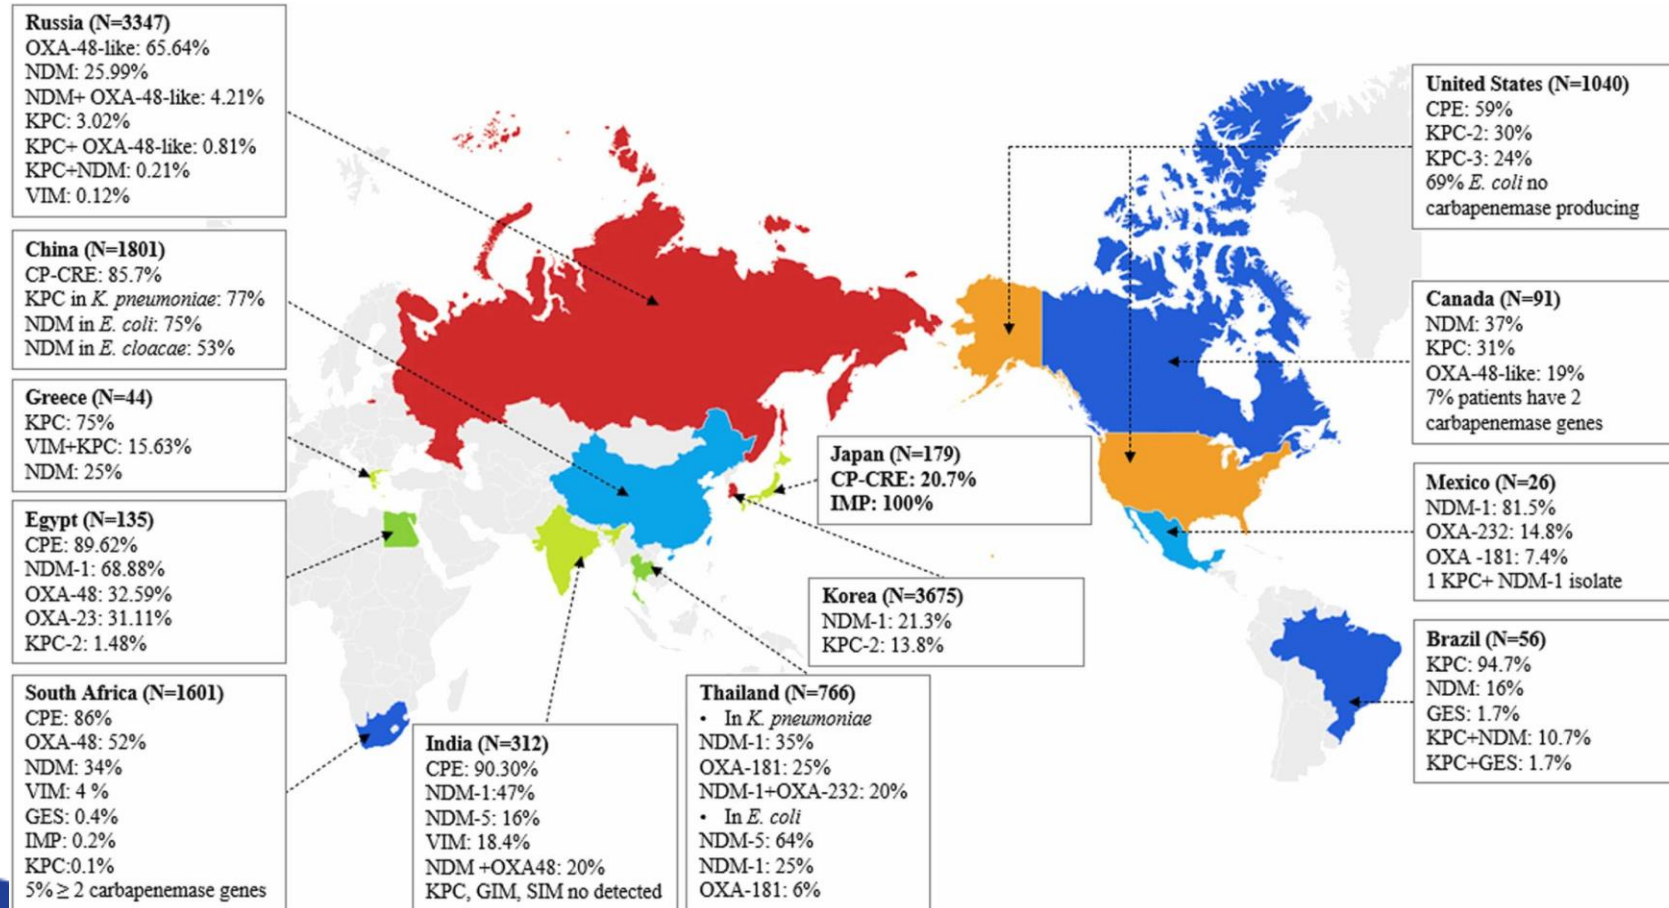 Russia (N=3347)
OXA-48-like: 65.64%
NDM: 25.99%
NDM+ OXA-48-like: 4.21%
KPC: 3.02%
KPC+ OXA-48-like: 0.81%
KPC+NDM: 0.21%
VIM: 0.12%
China (N=1801)
CP-CRE: 85.7%
KPC in K. pneumoniae: 77%
NDM in E. coli: 75%
NDM in E. cloacae: 53%
Greece (N=44)
KPC: 75%
VIM+KPC: 15.63%
NDM: 25%
Egypt (N=135)
CPE: 89.62%
NDM-1: 68.88%
OXA-48: 32.59%
OXA-23: 31.11%
KPC-2: 1.48%
South Africa (N=1601)
CPE: 86%
OXA-48: 52%
NDM: 34%
VIM: 4 %
GES: 0.4%
IMP: 0.2%
KPC:0.1%
5% ≥ 2 carbapenemase genes
India (N=312)
CPE: 90.30%
NDM-1:47%
NDM-5: 16%
VIM: 18.4%
NDM +OXA48: 20%
KPC, GIM, SIM no detected
Thailand (N=766)
• In K. pneumoniae
NDM-1: 35%
OXA-181: 25%
NDM-1+OXA-232: 20%
• In E. coli
NDM-5: 64%
NDM-1: 25%
OXA-181: 6%
Japan (N=179)
CP-CRE: 20.7%
IMP: 100%
Korea (N=3675)
NDM-1: 21.3%
KPC-2: 13.8%
United States (N=1040)
CPE: 59%
KPC-2: 30%
KPC-3: 24%
69% E. coli no
carbapenemase producing
Canada (N=91)
NDM: 37%
KPC: 31%
OXA-48-like: 19%
7% patients have 2
carbapenemase genes
Mexico (N=26)
NDM-1: 81.5%
OXA-232: 14.8%
OXA -181: 7.4%
1 KPC+ NDM-1 isolate
Brazil (N=56)
KPC: 94.7%
NDM: 16%
GES: 1.7%
KPC+NDM: 10.7%
KPC+GES: 1.7%